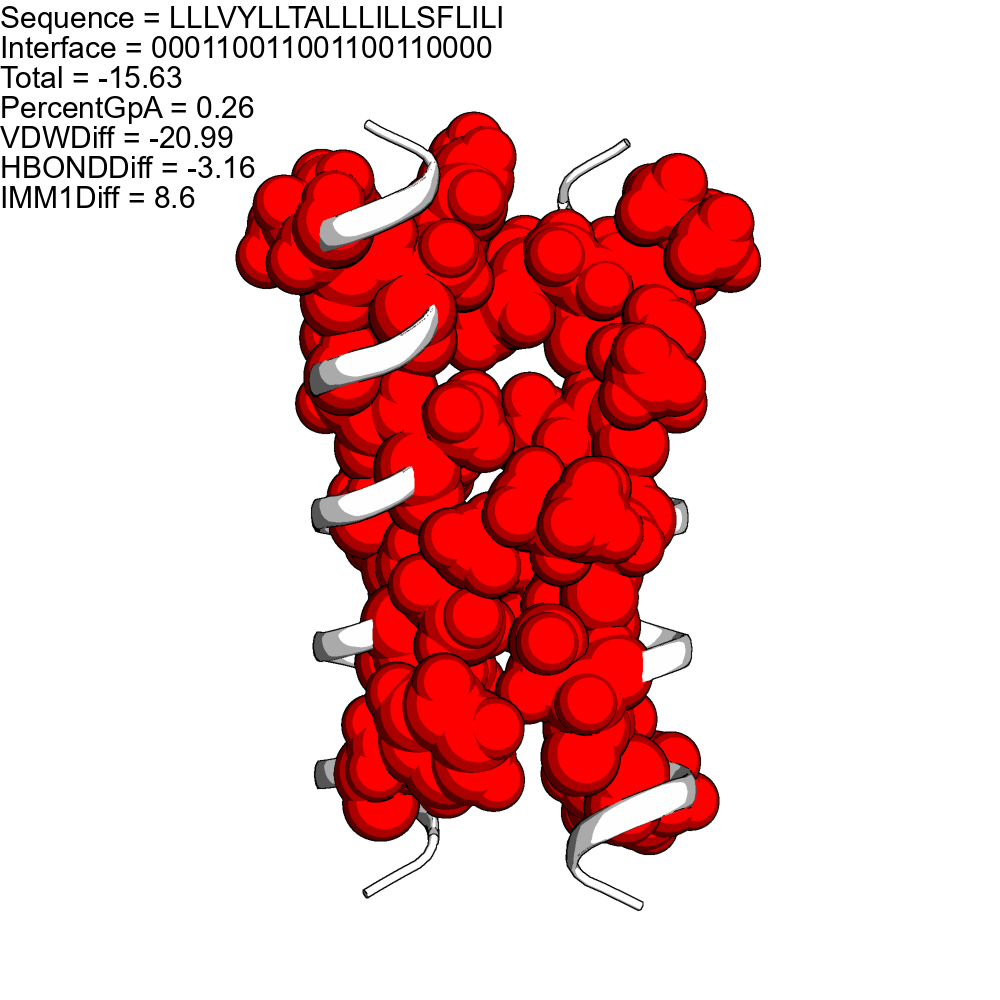 Sequence = LLLVYLLTALLLILLSFLILI
Interface = 000110011001100110000
Total = -15.63
PercentGpA = 0.26
VDWDiff = -20.99
HBONDDiff = -3.16
IMM1Diff = 8.6